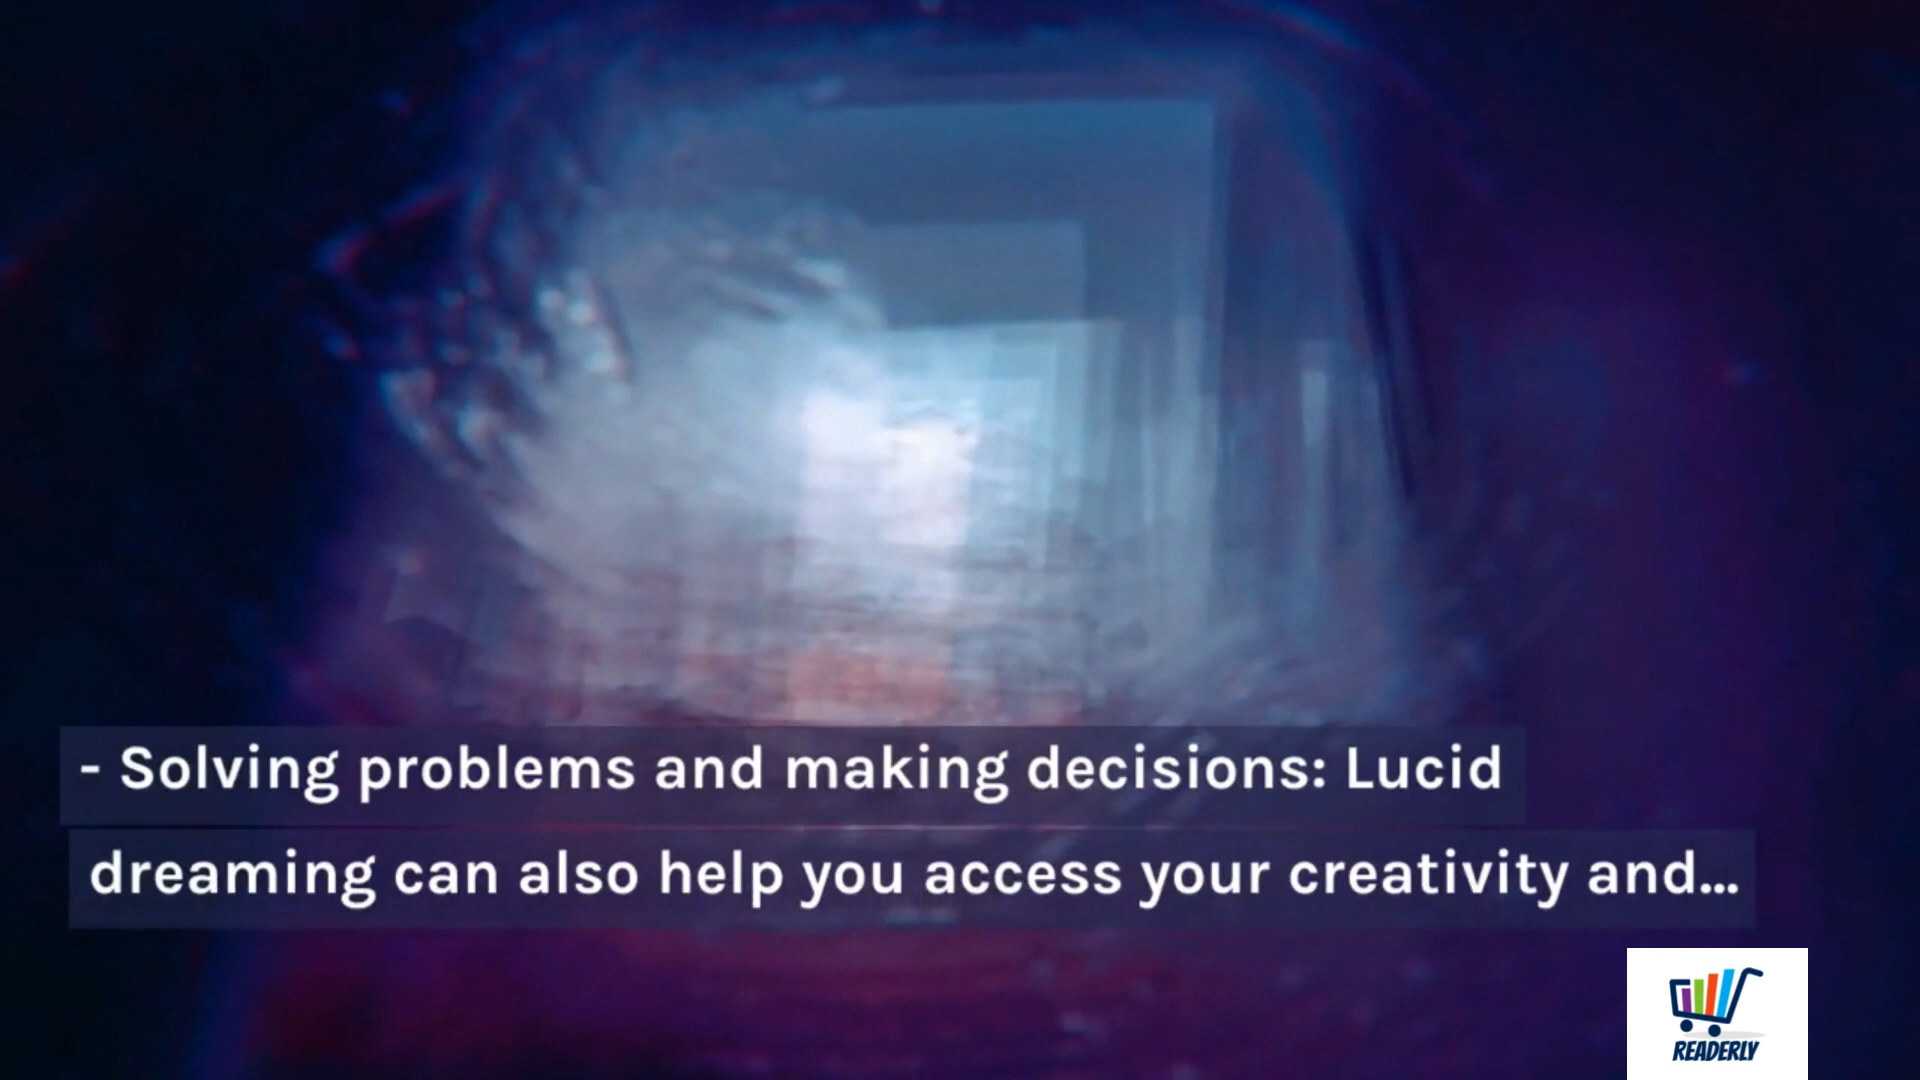 - Solving problems and making decisions: Lucid
dreaming can also help you access your creativity and...
READERLY